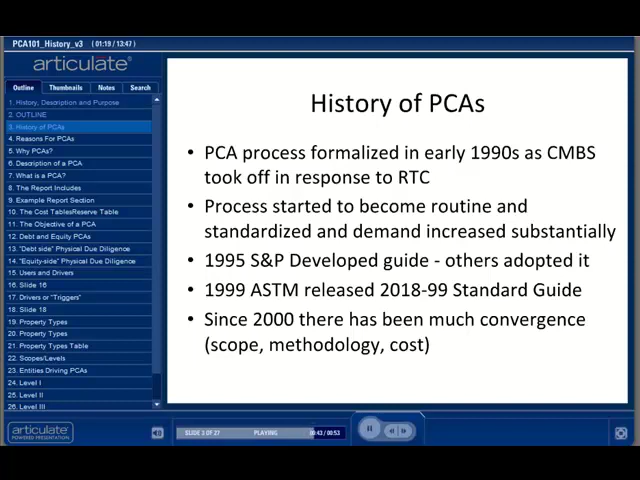 PCA101_History_v3 (01:19 / 13:47)
articulate®
Outline Thumbnails Notes Search
1. History, Description and Purpose
2. OUTLINE
3. History of PCAs
4. Reasons For PCAs
5. Why PCAs?
6. Description of a PCA
7. What is a PCA?
8. The Report Includes
9. Example Report Section
10. The Cost TablesReserve Table
11. The Objective of a PCA
12. Debt and Equity PCAs
13. "Debt side" Physical Due Diligence
14. "Equity-side" Physical Due Diligence
15. Users and Drivers
16. Slide 16
17. Drivers or "Triggers"
18. Slide 18
19. Property Types
20. Property Types
21. Property Types Table
22. Scopes/Levels
23. Entities Driving PCAs
24. Level I
25. Level II
26. Level III
History of PCAs
• PCA process formalized in early 1990s as CMBS
took off in response to RTC
• Process started to become routine and
standardized and demand increased substantially
• 1995 S&P Developed guide - others adopted it
• 1999 ASTM released 2018-99 Standard Guide
• Since 2000 there has been much convergence
(scope, methodology, cost)
articulate®
POWERED PRESENTATION
SLIDE 3 OF 27 PLAYING 00:43 / 00:53